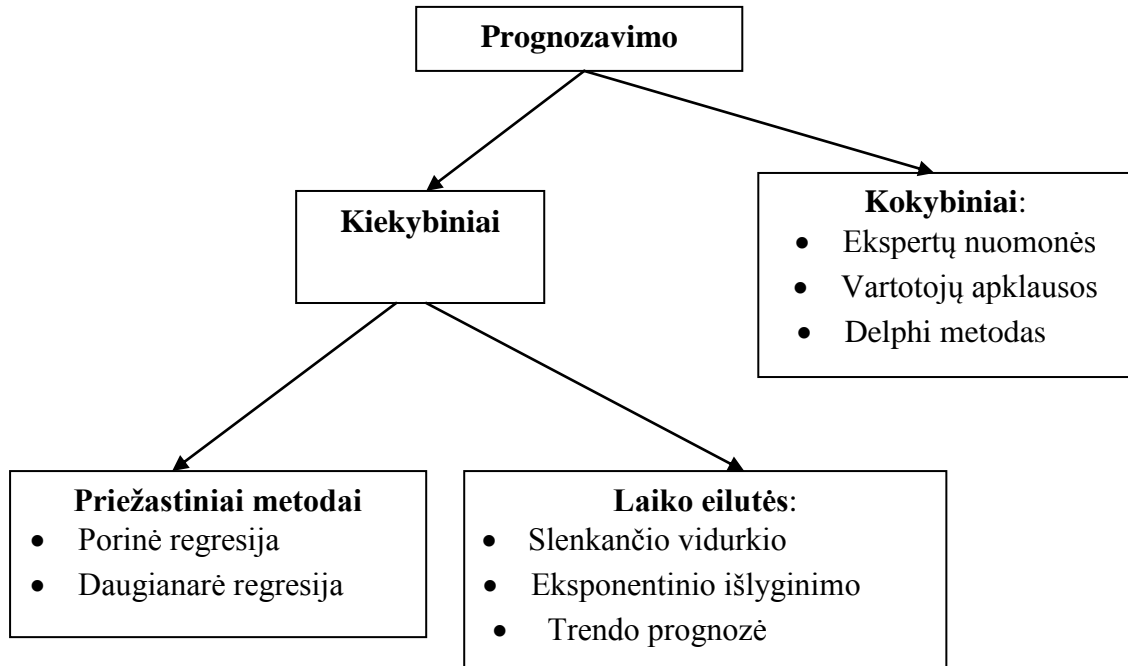 Prognozavimo
Kiekybiniai
Kokybiniai:
• Ekspertų nuomonės
• Vartotojų apklausos
• Delphi metodas
Priežastiniai metodai
• Porinė regresija
• Daugianarė regresija
Laiko eilutės:
• Slenkančio vidurkio
• Eksponentinio išlyginimo
• Trendo prognozė